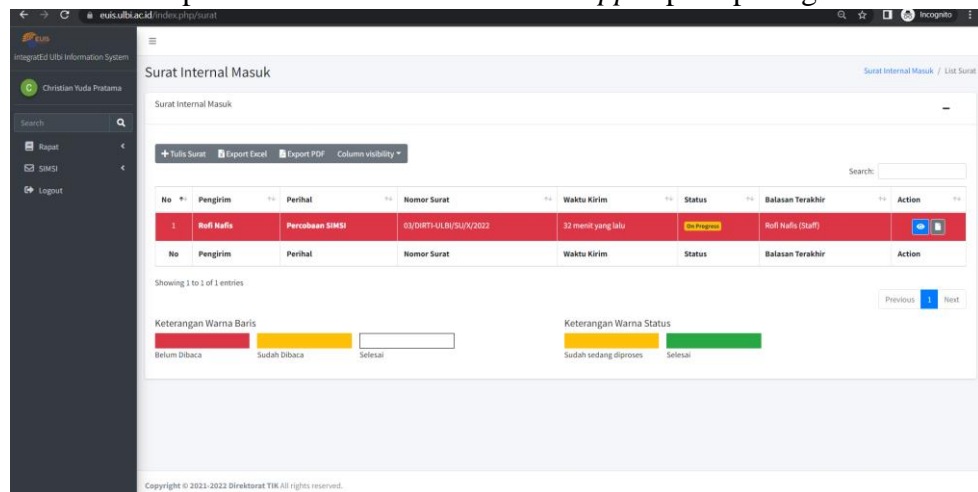 euis.ulbi.ac.id/index.php/surat
Incognito
EUIS
integratEd Ulbi Information System
C Christian Yuda Pratama
Search
Rapat
SIMSI
Logout
Surat Internal Masuk
Surat Internal Masuk / List Surat
Surat Internal Masuk
+ Tulis Surat Export Excel Export PDF Column visibility
Search:
No Pengirim Perihal Nomor Surat Waktu Kirim Status Balasan Terakhir Action
1 Rofi Nafis Percobaan SIMSI 03/DIRTI-ULBI/SU/X/2022 32 menit yang lalu On Progress Rofi Nafis (Staff)
No Pengirim Perihal Nomor Surat Waktu Kirim Status Balasan Terakhir Action
Showing 1 to 1 of 1 entries
Previous 1 Next
Keterangan Warna Baris
Belum Dibaca Sudah Dibaca Selesai
Keterangan Warna Status
Sudah sedang diproses Selesai
Copyright © 2021-2022 Direktorat TIK All rights reserved.